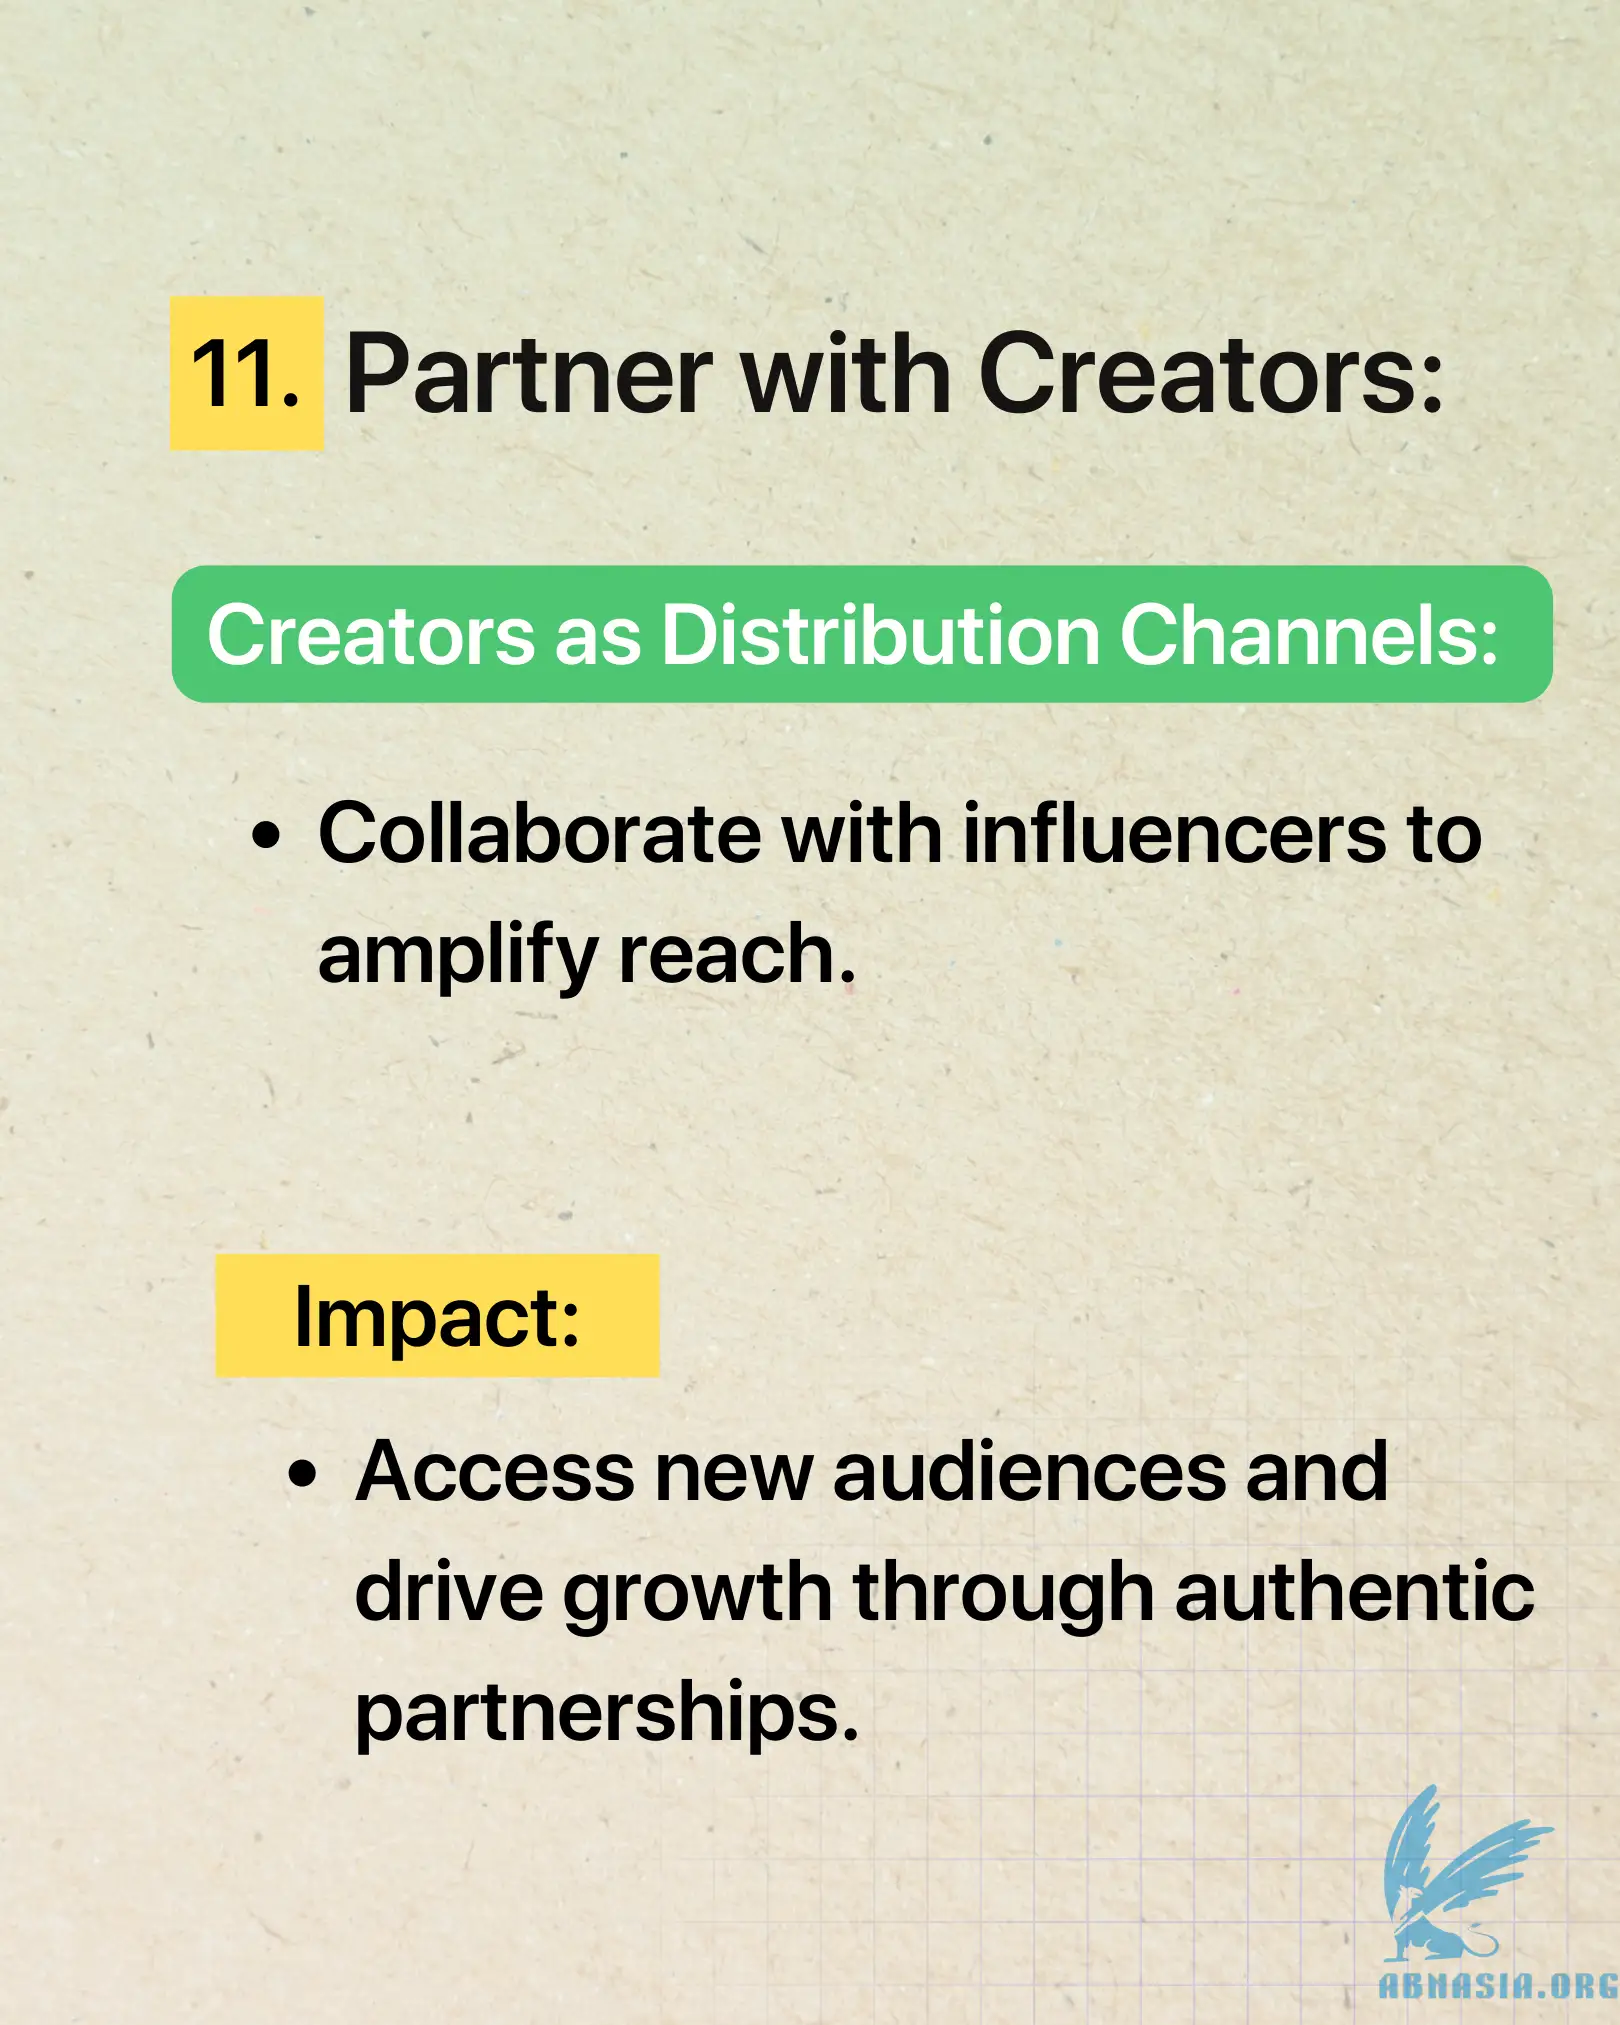 11. Partner with Creators:
Creators as Distribution Channels:
• Collaborate with influencers to
amplify reach.
Impact:
• Access new audiences and
drive growth through authentic
partnerships.
ABNASIA.ORG